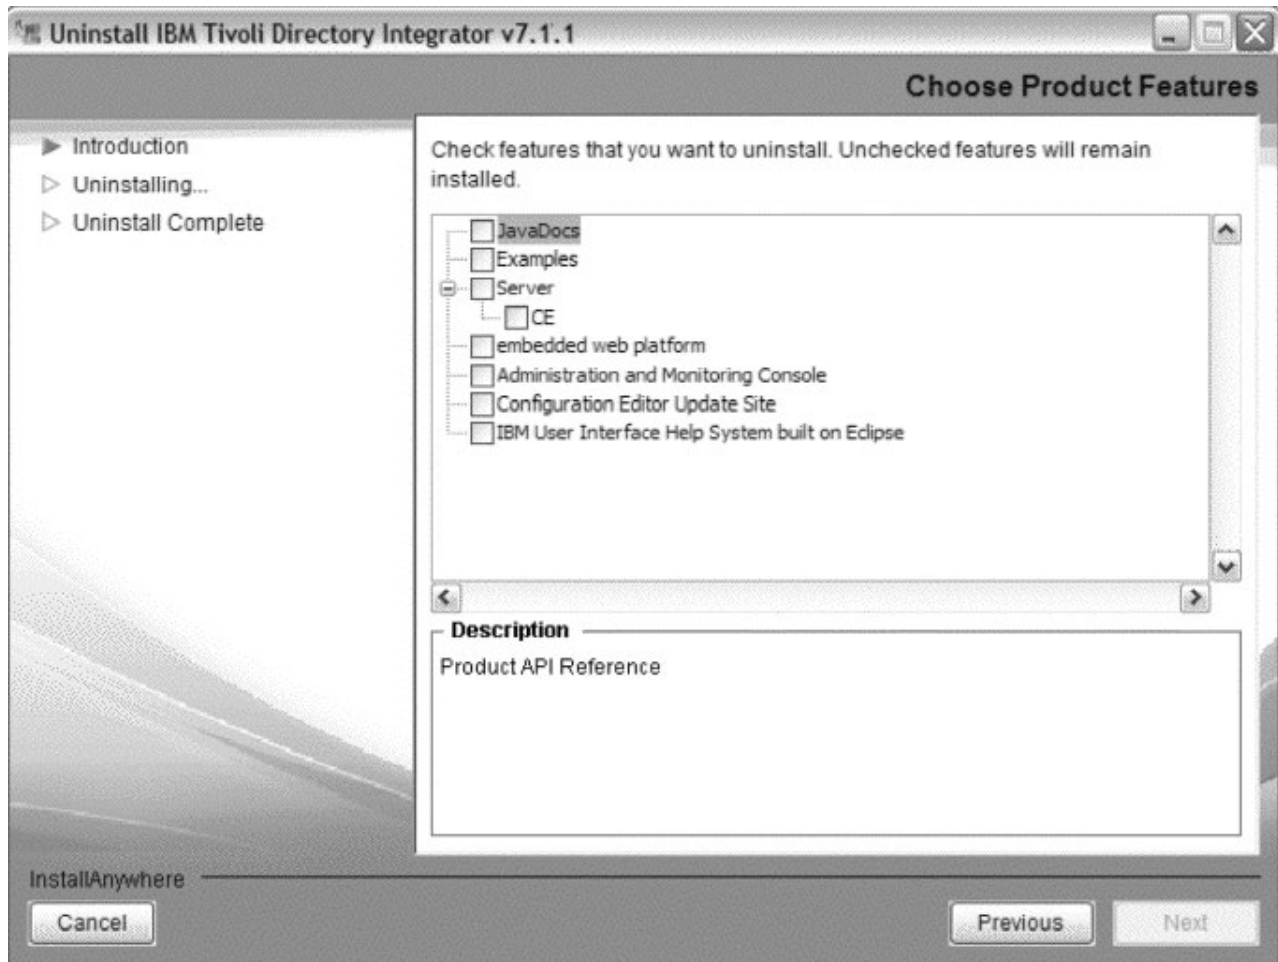 Uninstall IBM Tivoli Directory Integrator v7.1.1
Choose Product Features
Introduction
Uninstalling...
Uninstall Complete
Check features that you want to uninstall. Unchecked features will remain
installed.
JavaDocs
Examples
Server
CE
embedded web platform
Administration and Monitoring Console
Configuration Editor Update Site
IBM User Interface Help System built on Eclipse
Description
Product API Reference
InstallAnywhere
Cancel
Previous
Next